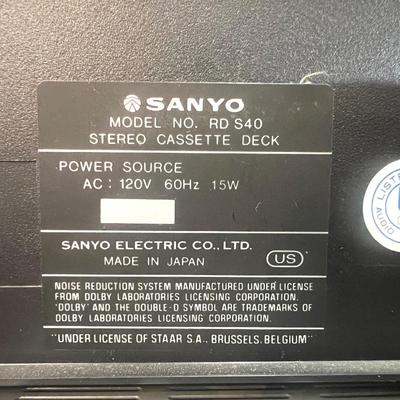 SANYO
MODEL NO. RD S40
STEREO CASSETTE DECK
POWER SOURCE
AC: 120V 60Hz 15W
SANYO ELECTRIC CO., LTD.
MADE IN JAPAN
US
NOISE REDUCTION SYSTEM MANUFACTURED UNDER LICENSE
FROM DOLBY LABORATORIES LICENSING CORPORATION.
'DOLBY' AND THE DOUBLE-D SYMBOL ARE TRADEMARKS OF
DOLBY LABORATORIES LICENSING CORPORATION.
"UNDER LICENSE OF STAAR S.A., BRUSSELS, BELGIUM"
AUDIO